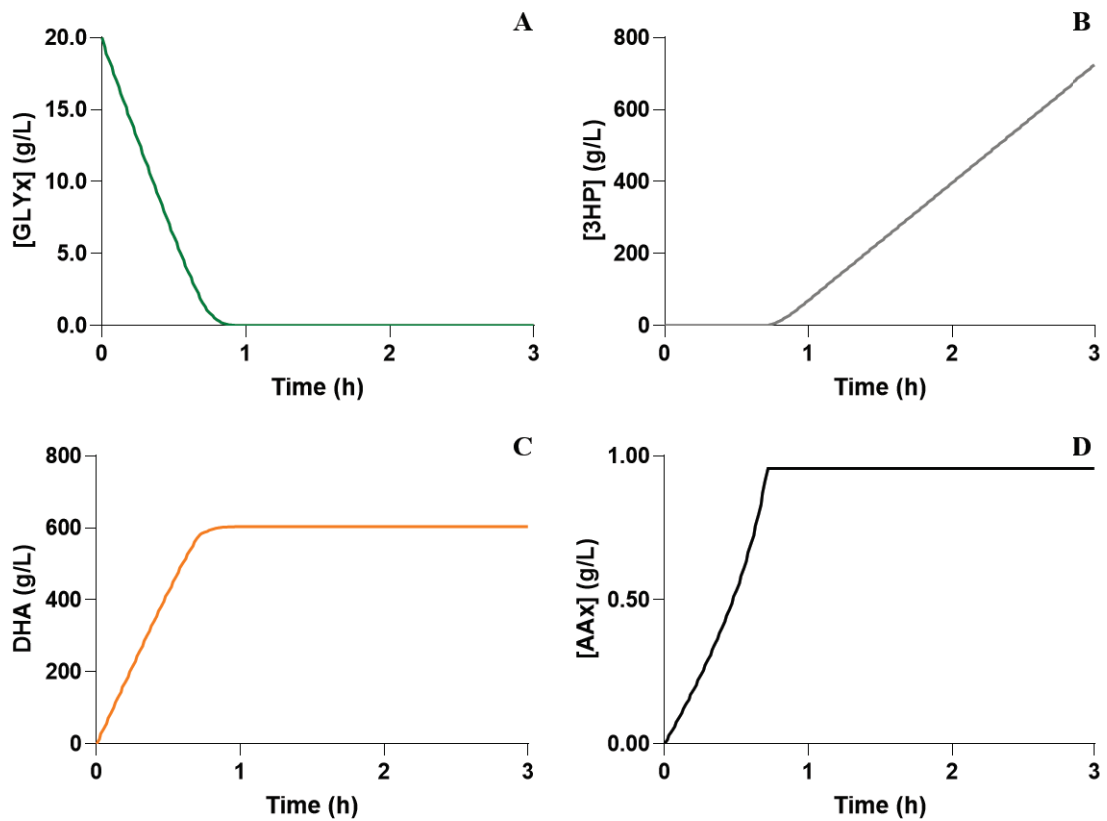 A
[GLYx] (g/L)
20.0
15.0
10.0
5.0
0.0
0 1 2 3
Time (h)
B
[3HP] (g/L)
800
600
400
200
0
0 1 2 3
Time (h)
C
DHA (g/L)
800
600
400
200
0
0 1 2 3
Time (h)
D
[AAx] (g/L)
1.00
0.50
0.00
0 1 2 3
Time (h)